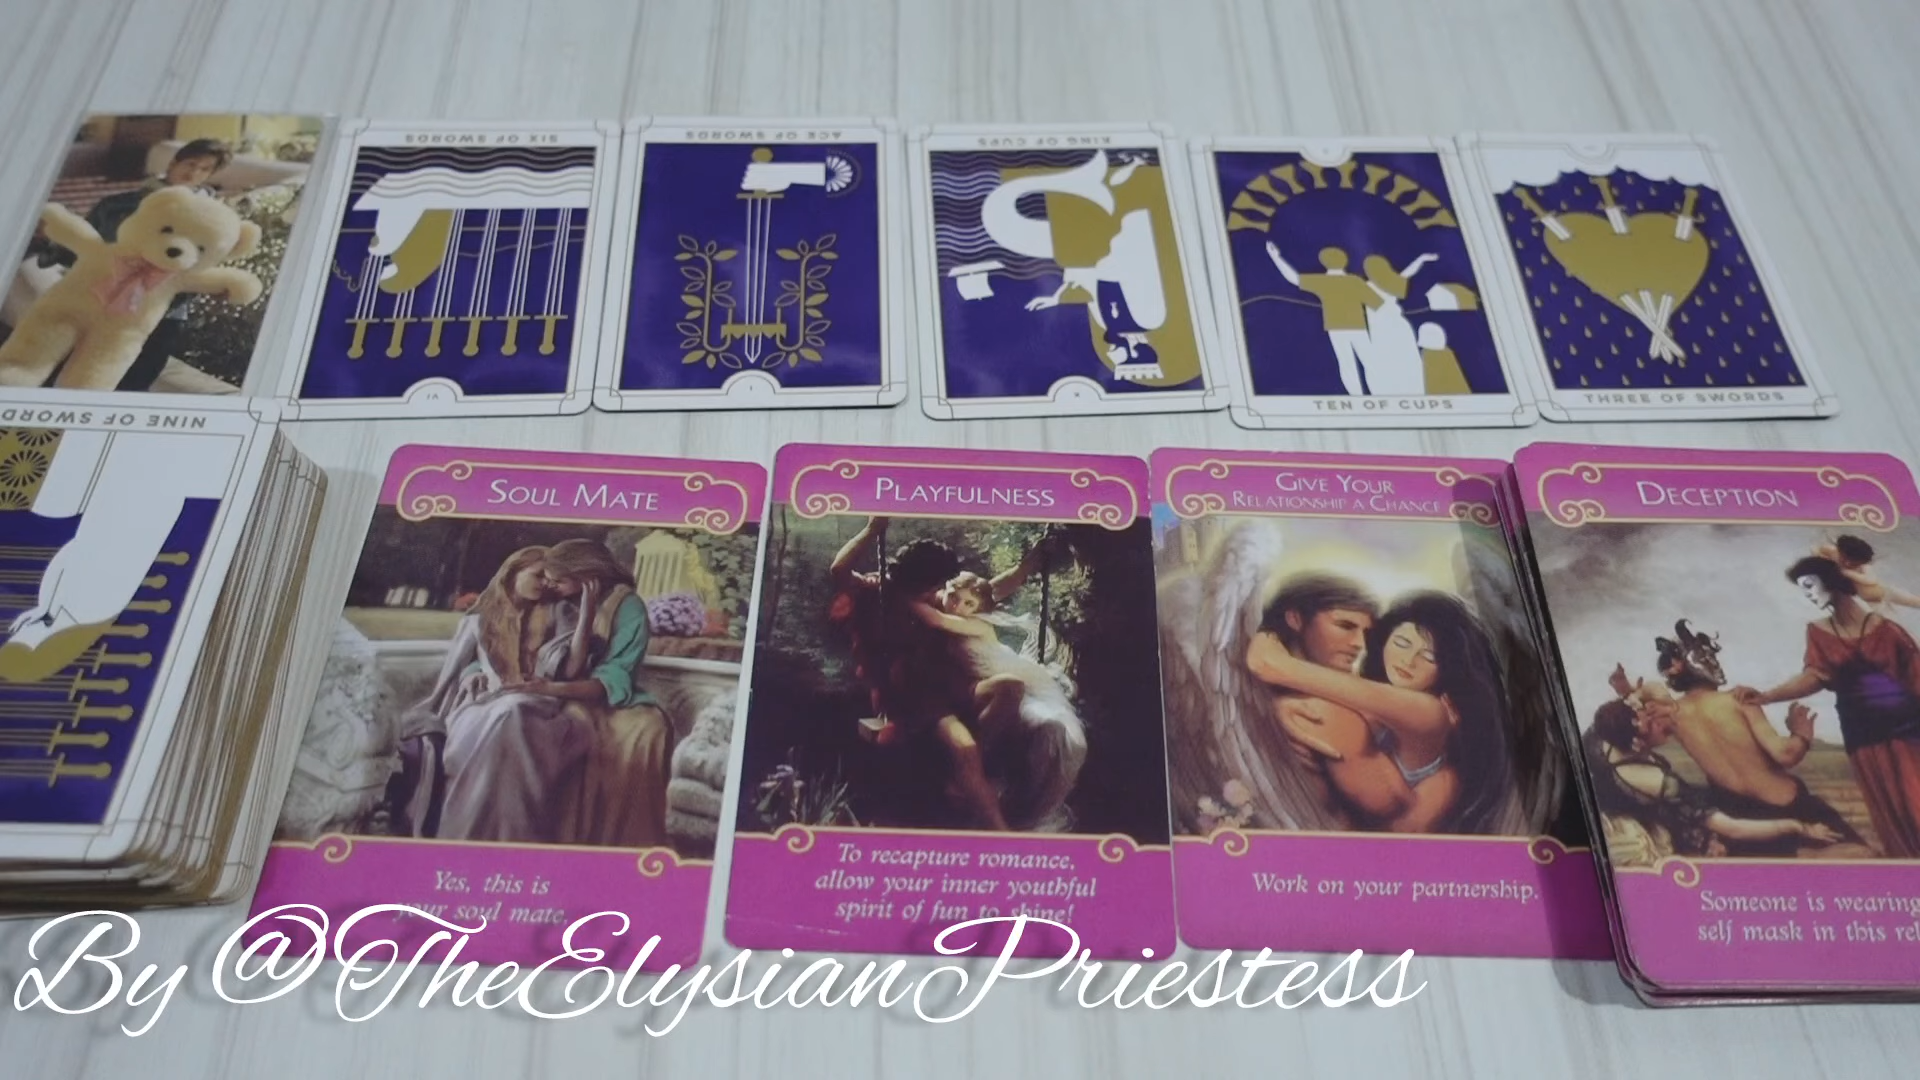 SIX OF SWORDS
ACE OF SWORDS
KING OF CUPS
TEN OF CUPS
THREE OF SWORDS
VI
I
NINE OF SWORD
SOUL MATE
Yes, this is
your soul mate.
PLAYFULNESS
To recapture romance,
allow your inner youthful
spirit of fun to shine!
GIVE YOUR
RELATIONSHIP A CHANCE
Work on your partnership.
DECEPTION
Someone is wearing
self mask in this rel
By @TheElysianPriestess